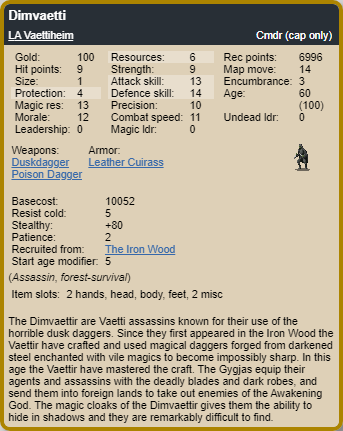 Dimvaetti
LA Vaettiheim Cmdr (cap only)
Gold: 100 Resources: 6 Rec points: 6996
Hit points: 9 Strength: 9 Map move: 14
Size: 1 Attack skill: 13 Encumbrance: 3
Protection: 4 Defence skill: 14 Age: 60
Magic res: 13 Precision: 10 (100)
Morale: 12 Combat speed: 11 Undead ldr: 0
Leadership: 0 Magic ldr: 0
Weapons: Armor:
Duskdagger Leather Cuirass
Poison Dagger
Basecost: 10052
Resist cold: 5
Stealthy: +80
Patience: 2
Recruited from: The Iron Wood
Start age modifier: 5
(Assassin, forest-survival)
Item slots: 2 hands, head, body, feet, 2 misc
The Dimvaettir are Vaetti assassins known for their use of the
horrible dusk daggers. Since they first appeared in the Iron Wood the
Vaettir have crafted and used magical daggers forged from darkened
steel enchanted with vile magics to become impossibly sharp. In this
age the Vaettir have mastered the craft. The Gygjas equip their
agents and assassins with the deadly blades and dark robes, and
send them into foreign lands to take out enemies of the Awakening
God. The magic cloaks of the Dimvaettir gives them the ability to
hide in shadows and they are remarkably difficult to find.